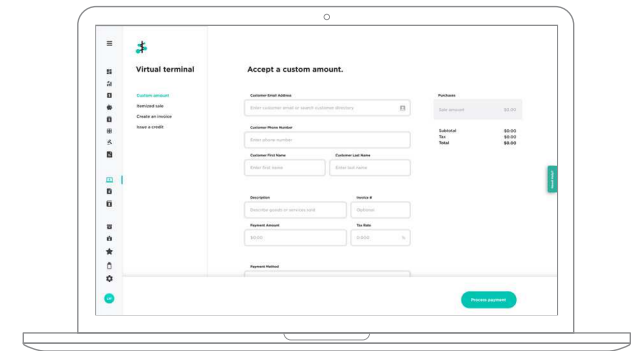 Virtual terminal
Custom amount
Itemized sale
Create an invoice
Issue a credit
Accept a custom amount.
Customer Email Address
Enter customer email to search customer directory
Customer Phone Number
Enter phone number
Customer First Name
Customer Last Name
Enter first name
Enter last name
Description
Invoice #
Describe goods or services sold
Optional
Payment Amount
Tax Rate
$0.00
%
Payment Method
Purchases
Sale amount $0.00
Subtotal $0.00
Tax $0.00
Total $0.00
Need help?
Process payment